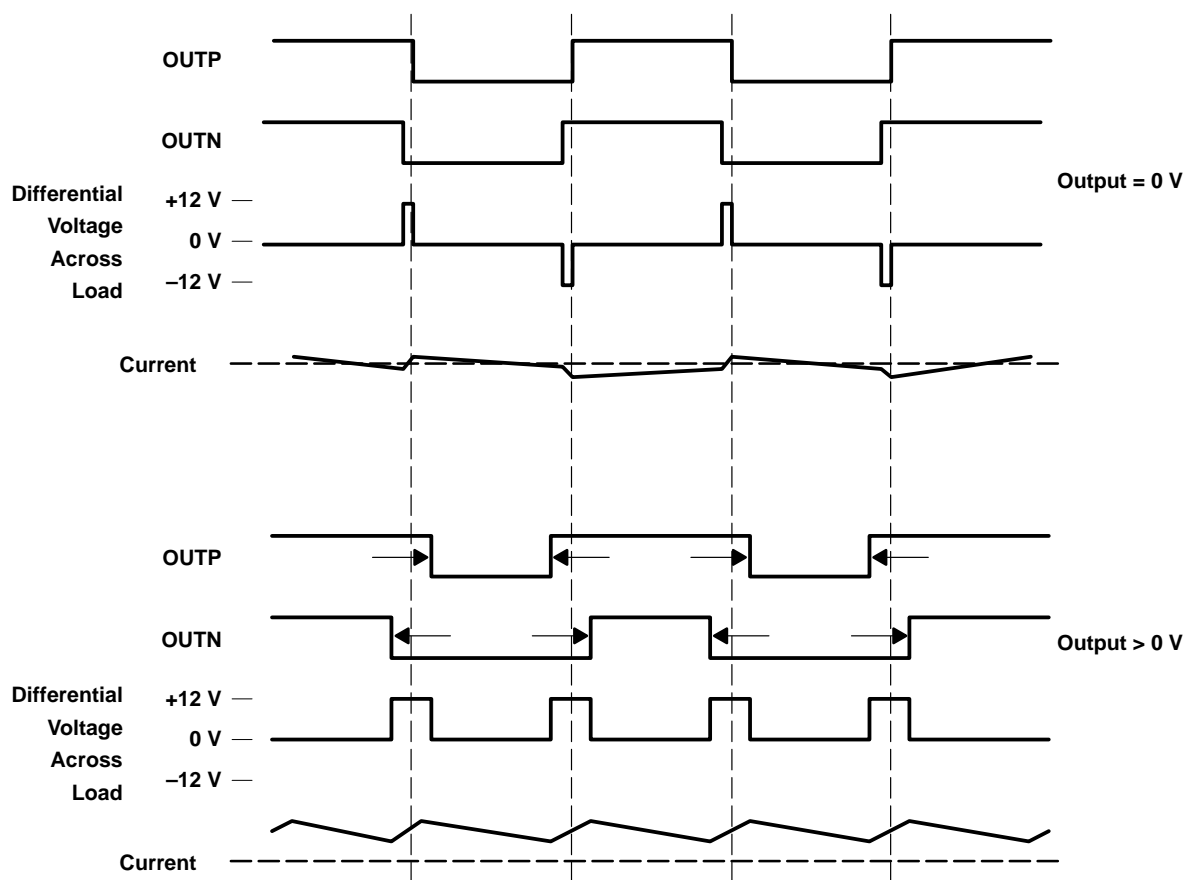 OUTP
OUTN
Output = 0 V
Differential
Voltage
Across
Load
+12 V
0 V
–12 V
Current
OUTP
OUTN
Output > 0 V
Differential
Voltage
Across
Load
+12 V
0 V
–12 V
Current